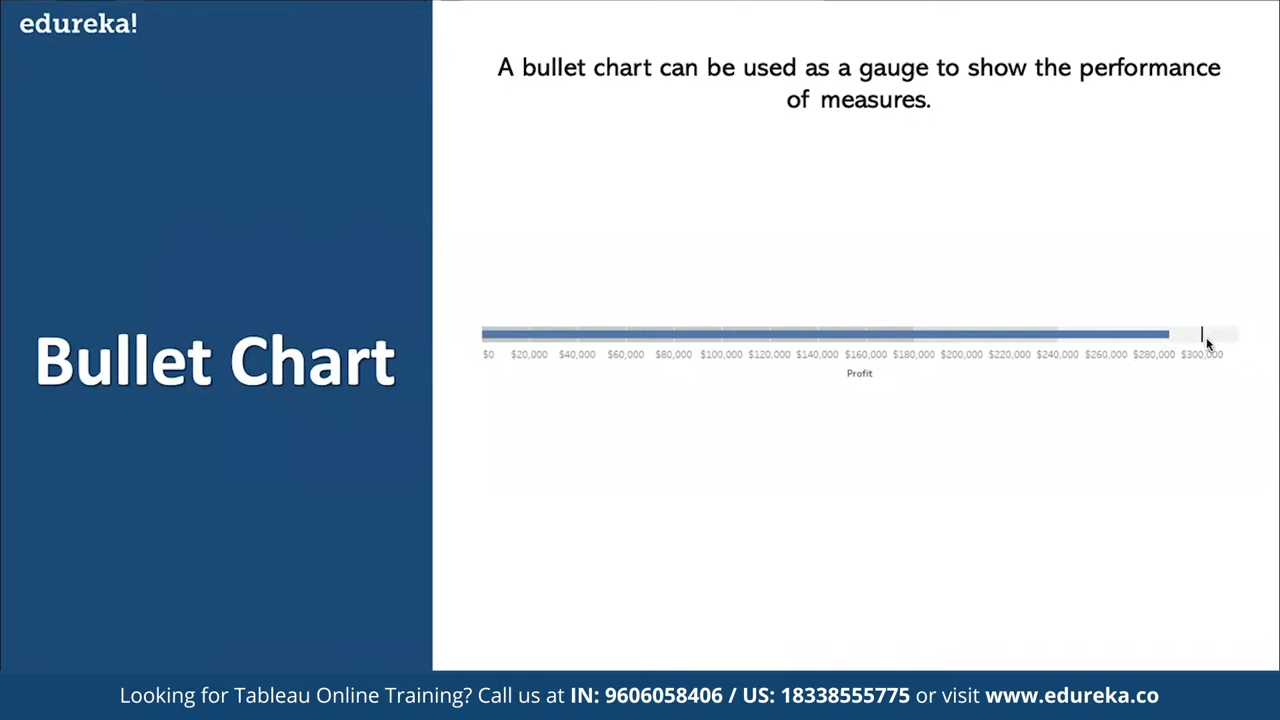 edureka!
A bullet chart can be used as a gauge to show the performance
of measures.
Bullet Chart
$0 $20,000 $40,000 $60,000 $80,000 $100,000 $120,000 $140,000 $160,000 $180,000 $200,000 $220,000 $240,000 $260,000 $280,000 $300,000
Profit
Looking for Tableau Online Training? Call us at IN: 9606058406 / US: 18338555775 or visit www.edureka.co